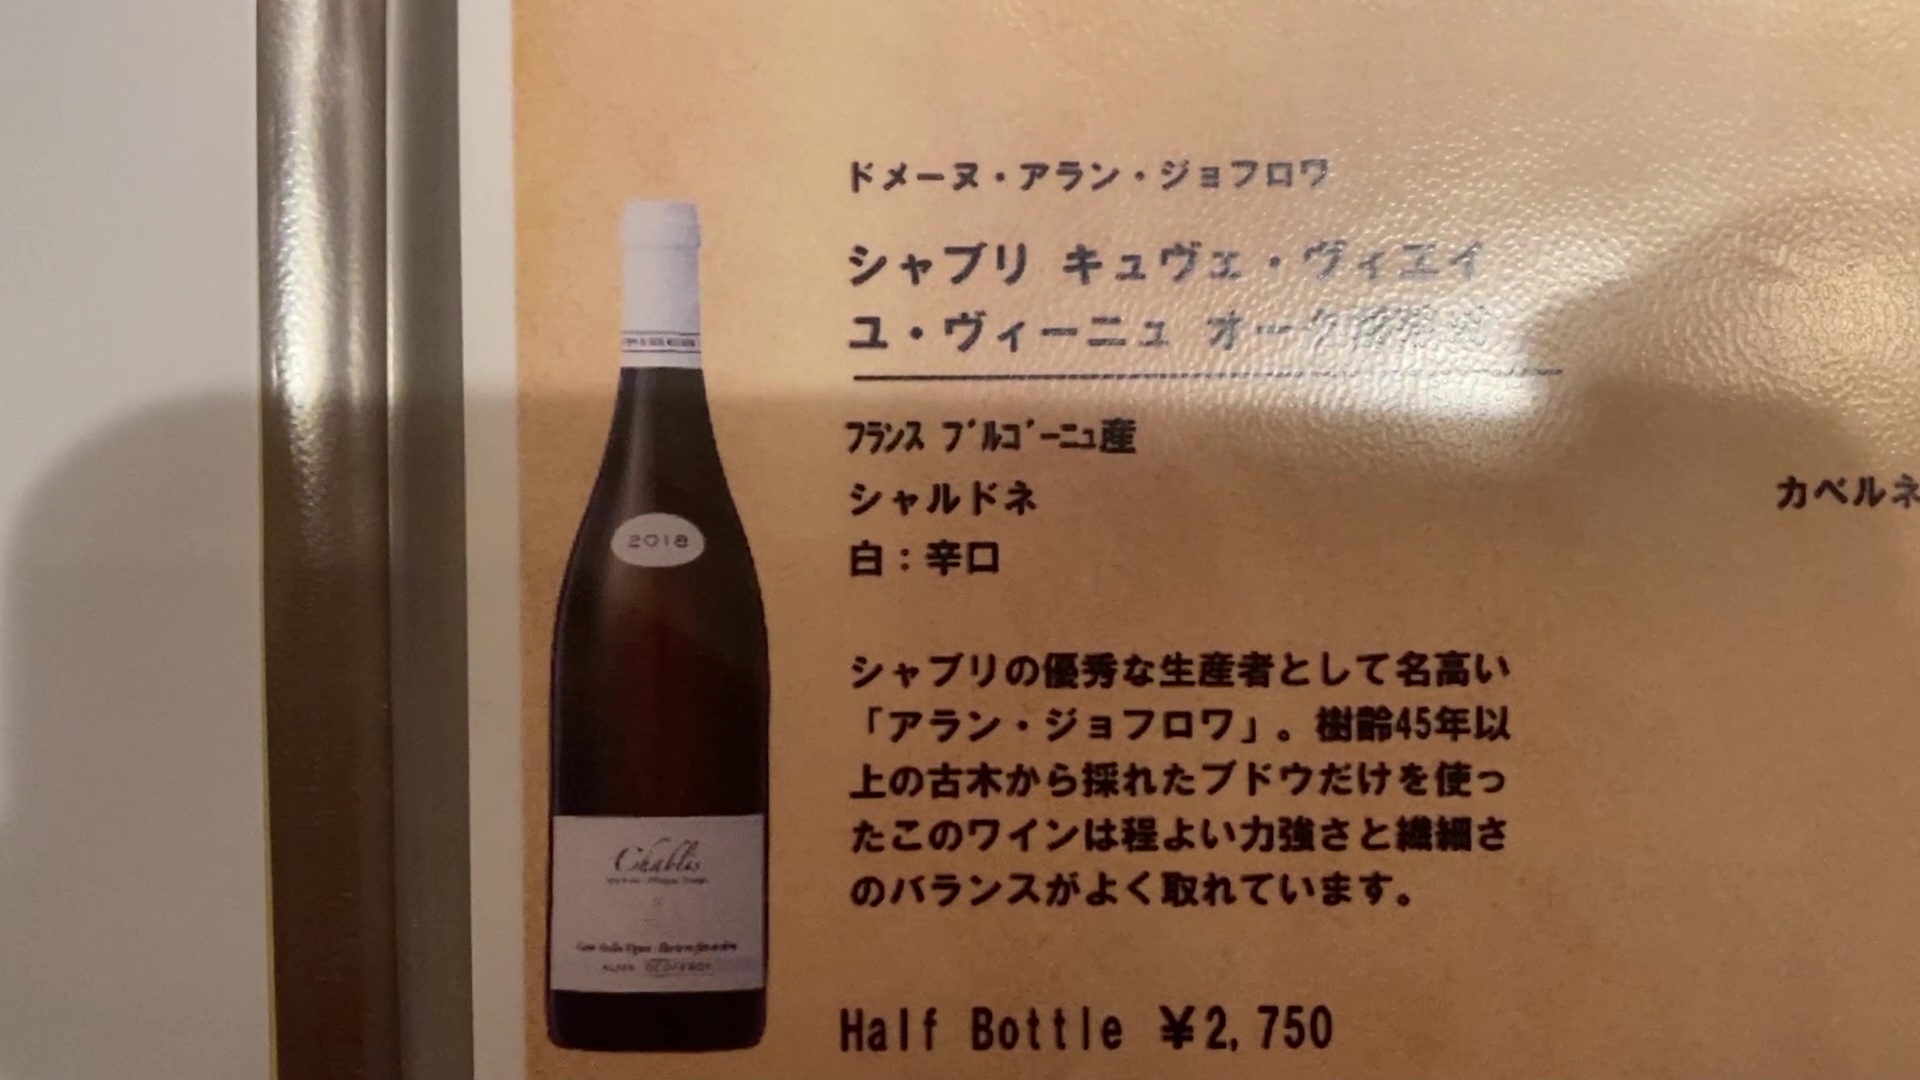 ドメーヌ・アラン・ジョフロワ
シャブリ キュヴェ・ヴィエイ
ユ・ヴィーニュ オーク樽熟成
フランス ブルゴーニュ産
シャルドネ
白：辛口
シャブリの優秀な生産者として名高い
「アラン・ジョフロワ」。樹齢45年以
上の古木から採れたブドウだけを使っ
たこのワインは程よい力強さと繊細さ
のバランスがよく取れています。
Half Bottle ¥2,750
2018
Chablis
カベルネ